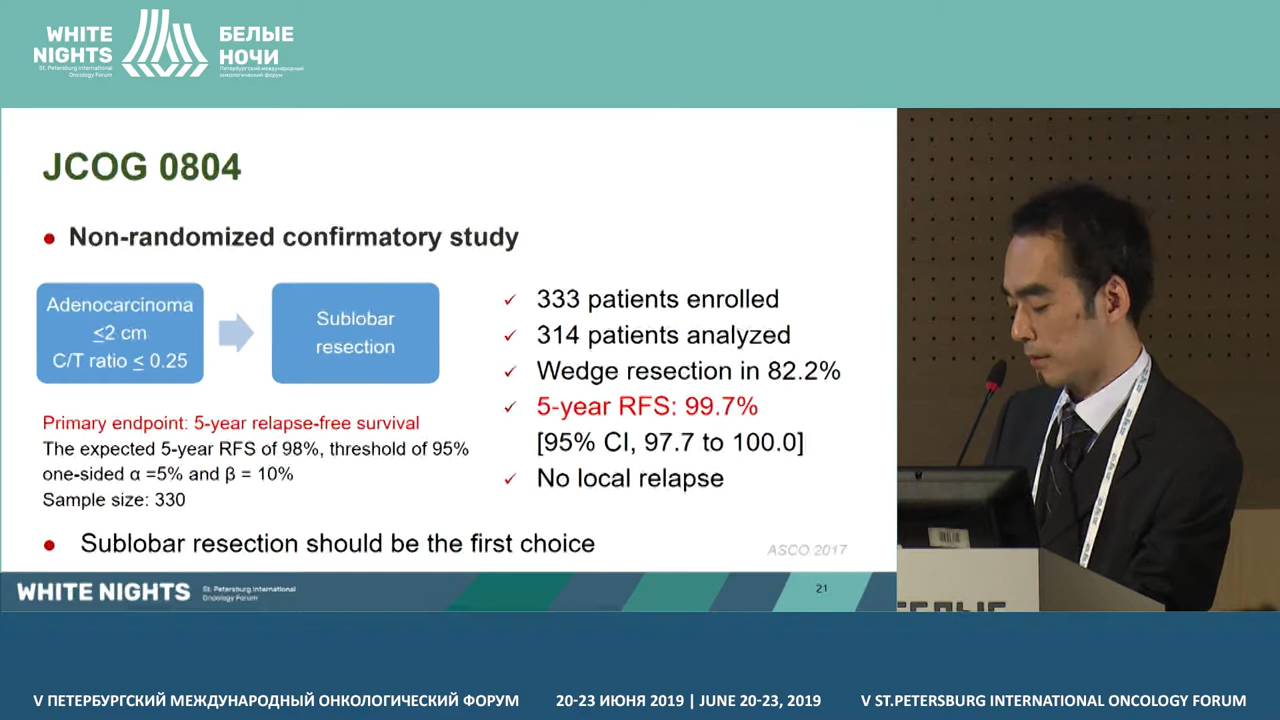 WHITE
NIGHTS
St. Petersburg International
Oncology Forum
БЕЛЫЕ
НОЧИ
Петербургский международный
онкологический форум
JCOG 0804
• Non-randomized confirmatory study
Adenocarcinoma
≤2 cm
C/T ratio ≤ 0.25
Sublobar
resection
✓ 333 patients enrolled
✓ 314 patients analyzed
✓ Wedge resection in 82.2%
✓ 5-year RFS: 99.7%
[95% CI, 97.7 to 100.0]
✓ No local relapse
Primary endpoint: 5-year relapse-free survival
The expected 5-year RFS of 98%, threshold of 95%
one-sided α =5% and β = 10%
Sample size: 330
• Sublobar resection should be the first choice
ASCO 2017
WHITE NIGHTS
St. Petersburg International
Oncology Forum
21
БЕЛЫЕ
V ПЕТЕРБУРГСКИЙ МЕЖДУНАРОДНЫЙ ОНКОЛОГИЧЕСКИЙ ФОРУМ
20-23 ИЮНЯ 2019 | JUNE 20-23, 2019
V ST.PETERSBURG INTERNATIONAL ONCOLOGY FORUM